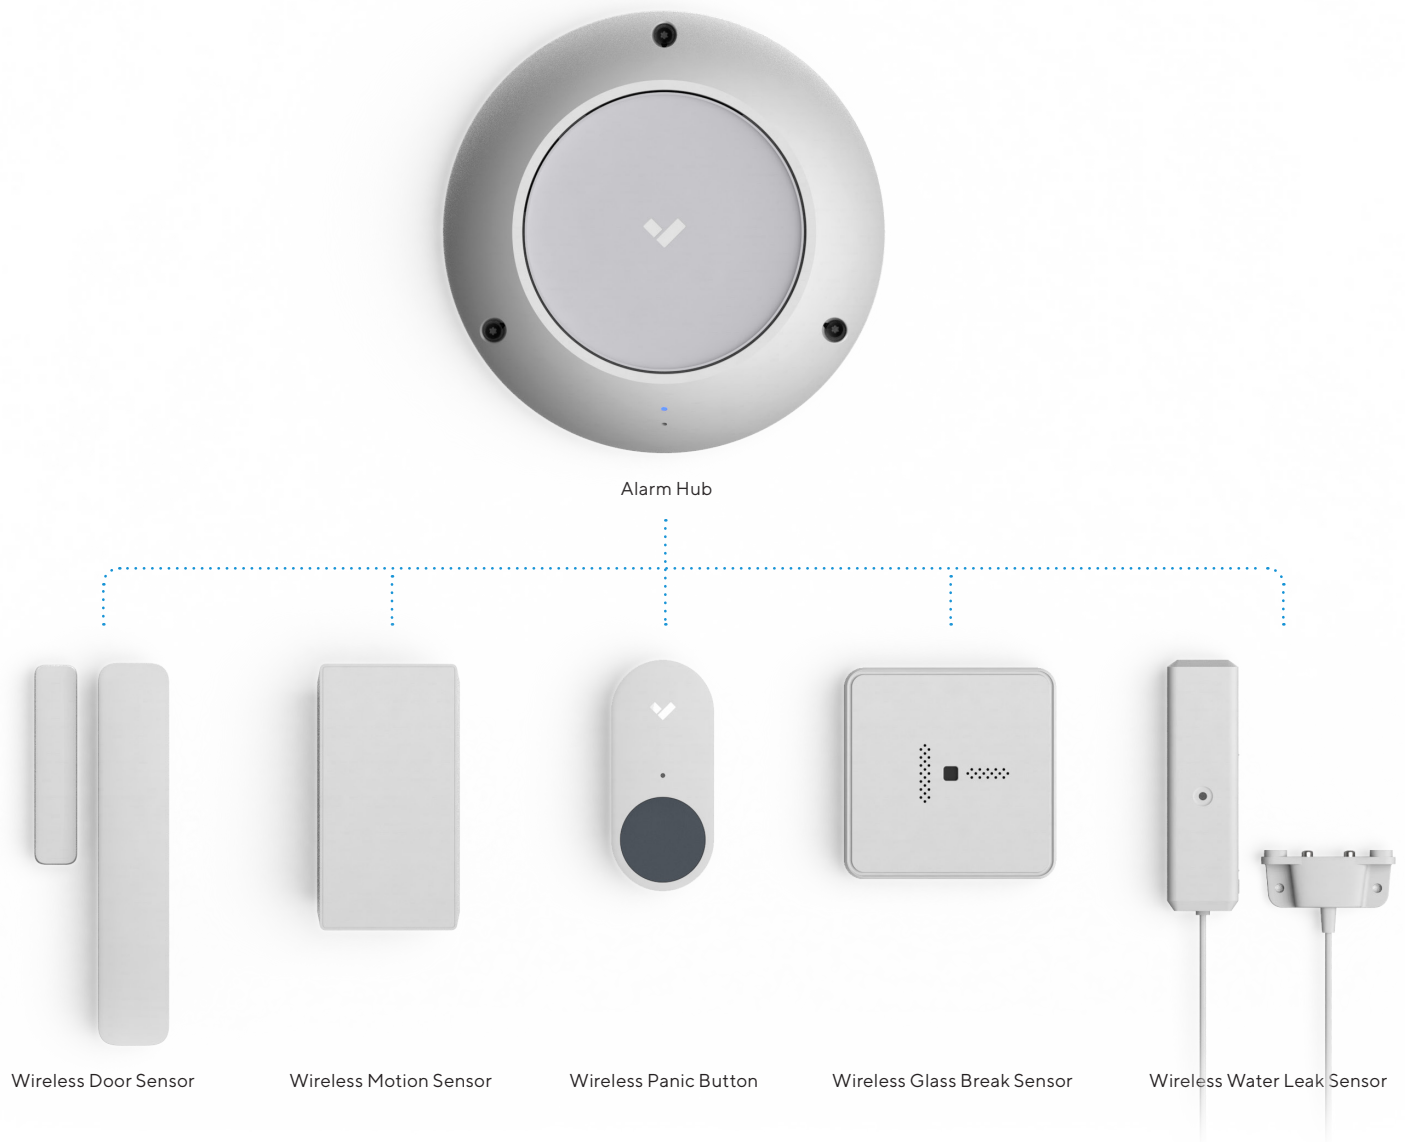 Alarm Hub
Wireless Door Sensor
Wireless Motion Sensor
Wireless Panic Button
Wireless Glass Break Sensor
Wireless Water Leak Sensor